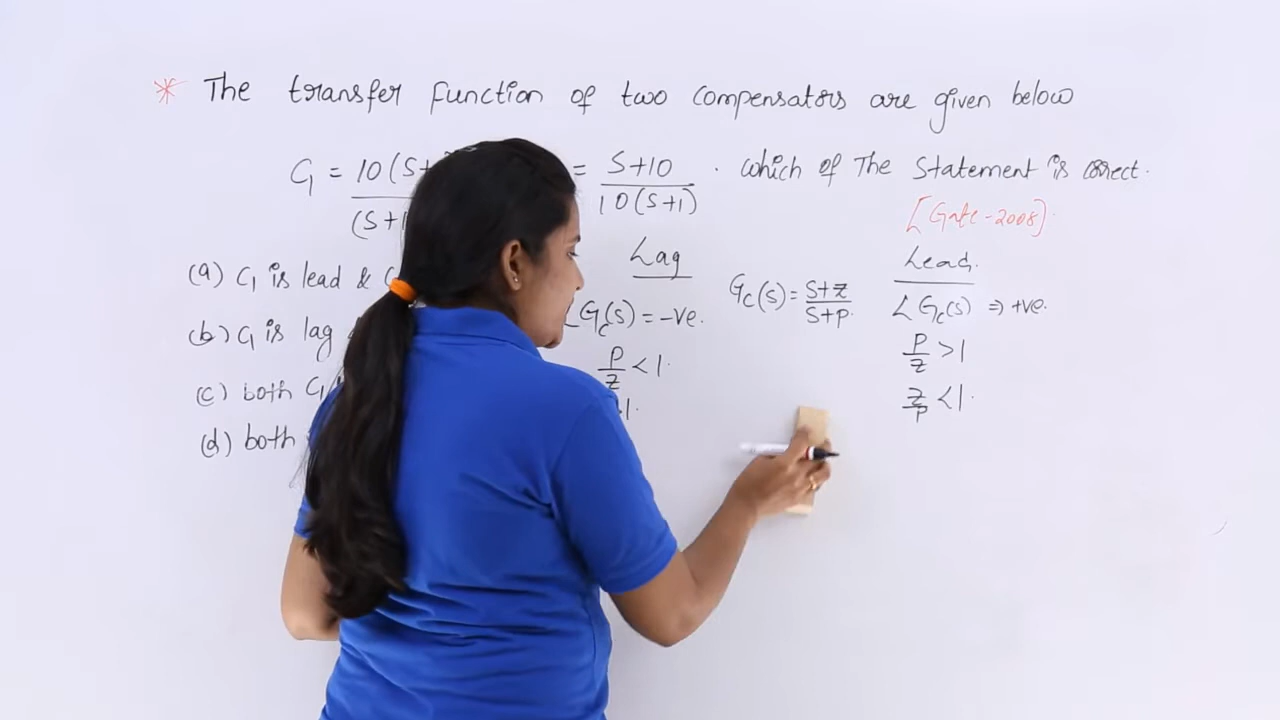 * The transfer function of two compensators are given below
C₁ = 10(S+ = S+10 / 10(S+1) . which of The Statement is correct.
(S+1
[Gate-2008].
Lag
Lead.
(a) C₁ is lead &
∠Gc(s) = -ve.
Gc(s) = S+z / S+p.
∠Gc(s) ⇒ +ve.
(b) C₁ is lag
P/z < 1.
P/z > 1
(c) both C₁
1.
z/p < 1.
(d) both